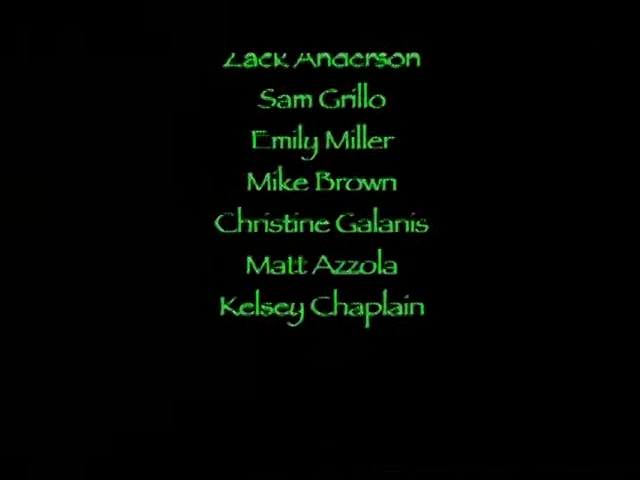 Zack Anderson
Sam Grillo
Emily Miller
Mike Brown
Christine Galanis
Matt Azzola
Kelsey Chaplain